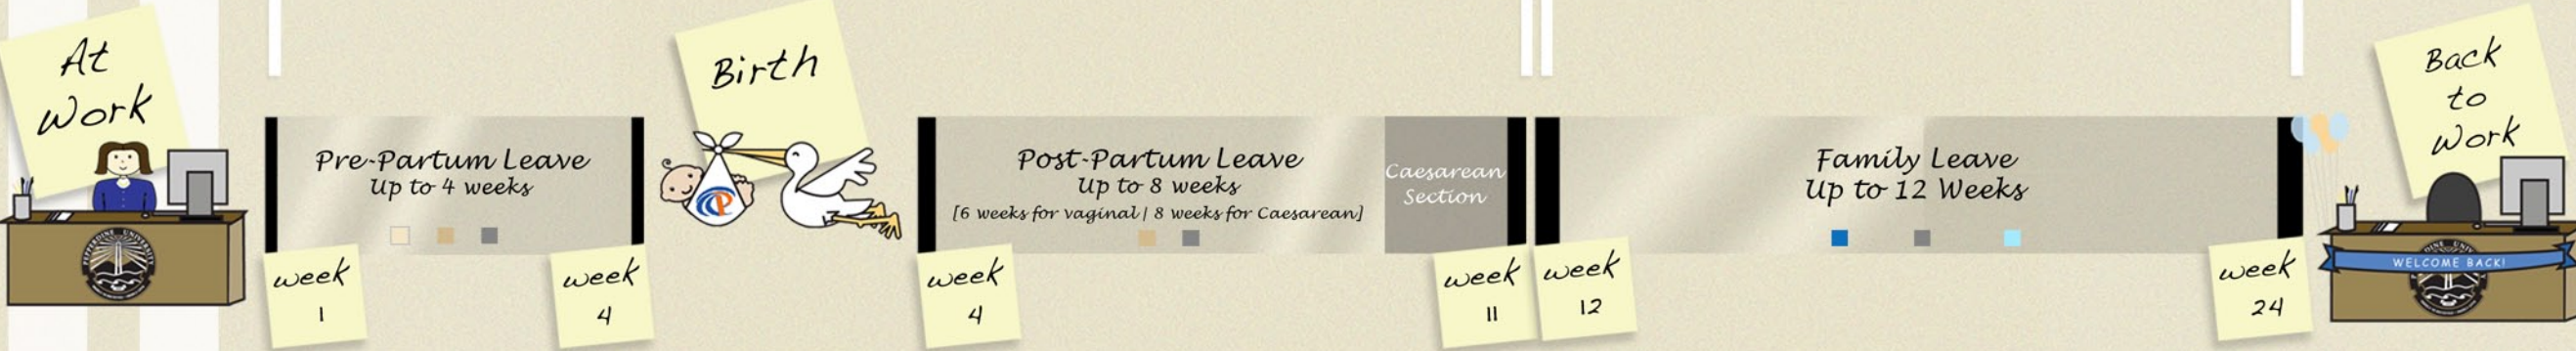 At
Work
PEPPERDINE UNIVERSITY
week
1
Pre-Partum Leave
Up to 4 weeks
week
4
Birth
week
4
Post-Partum Leave
Up to 8 weeks
[6 weeks for vaginal | 8 weeks for Caesarean]
Caesarean
Section
week
11
week
12
Family Leave
Up to 12 Weeks
week
24
Back
to
Work
WELCOME BACK!